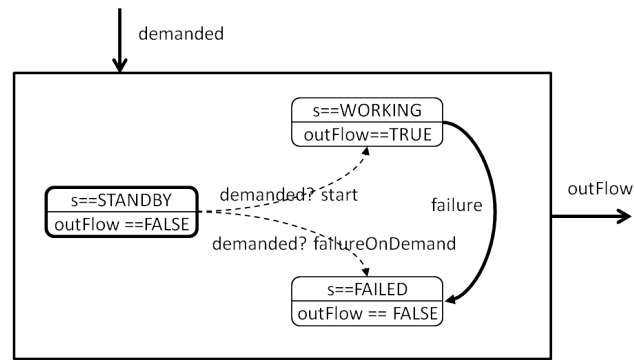 demanded
s==WORKING
outFlow==TRUE
outFlow
s==STANDBY
demanded? start
failure
outFlow ==FALSE
demanded? failureOnDemand
s==FAILED
outFlow == FALSE